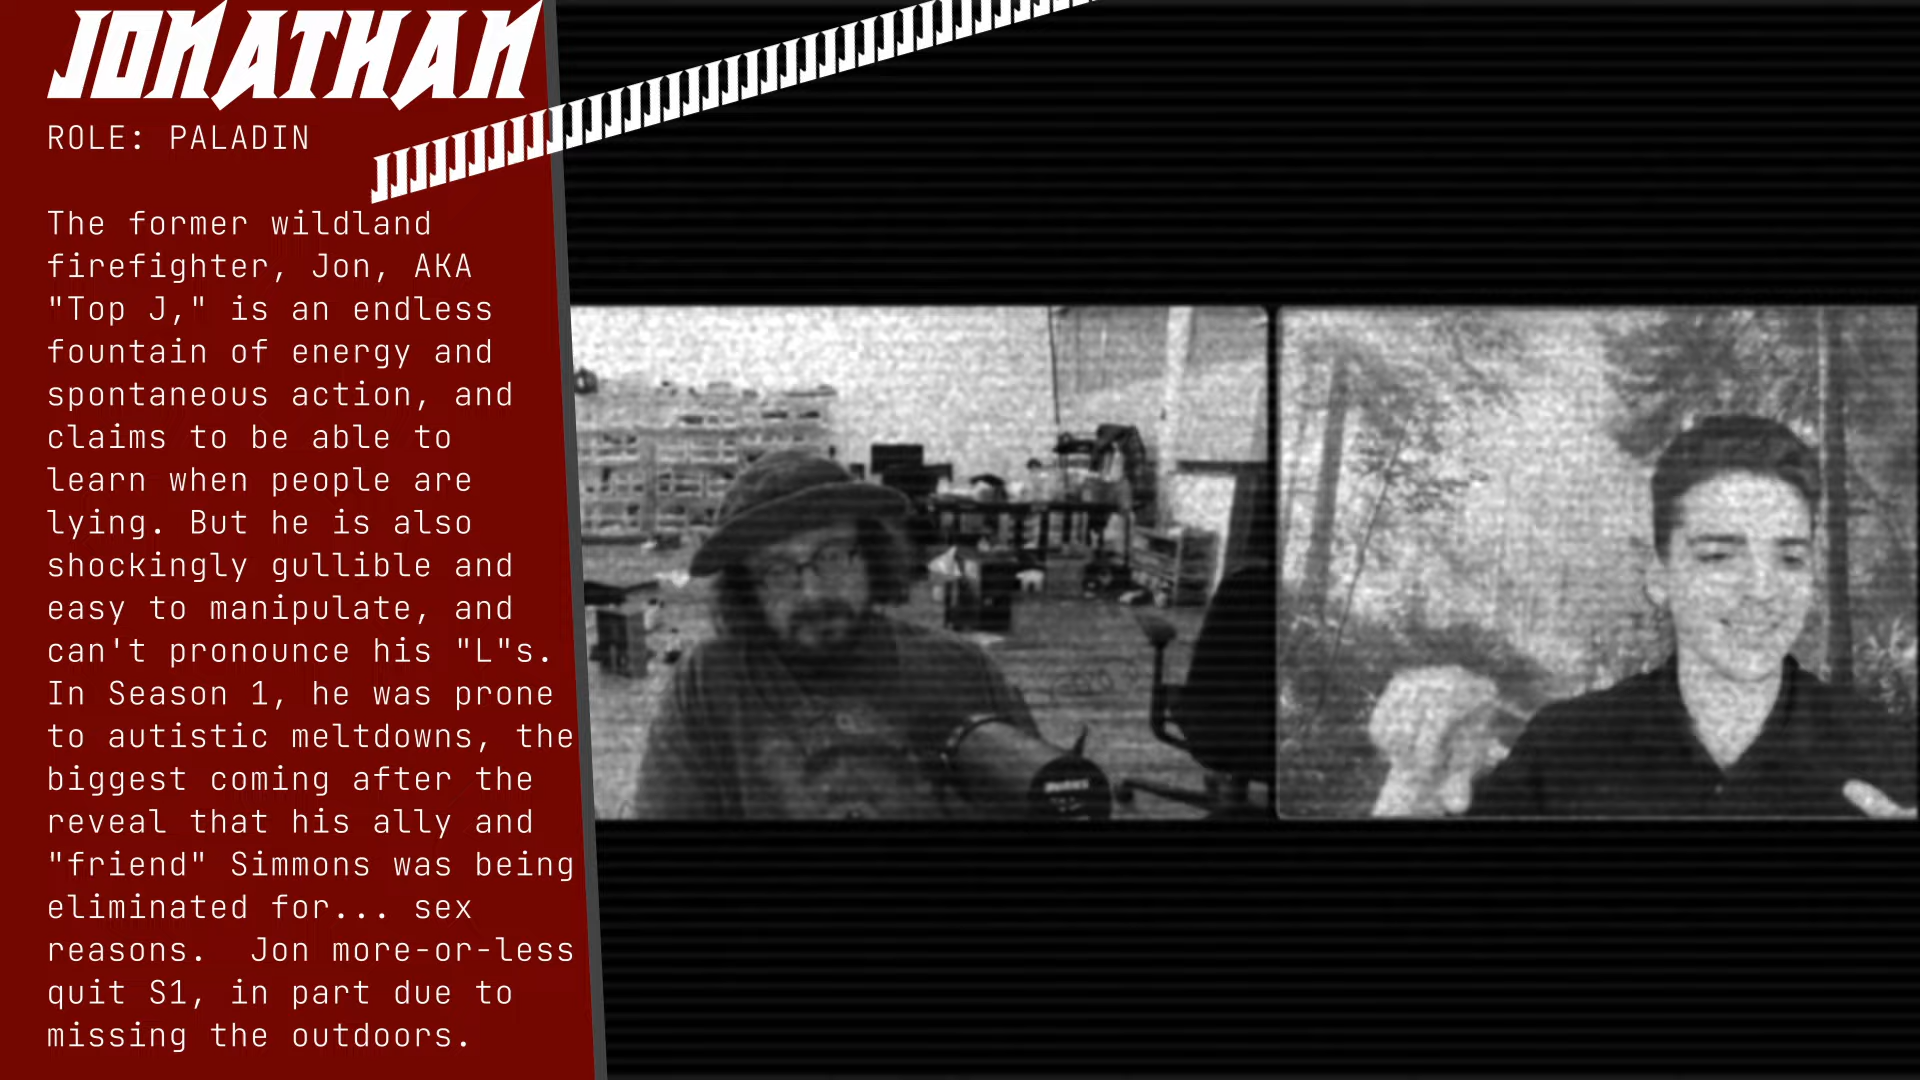 JONATHAN
ROLE: PALADIN
The former wildland
firefighter, Jon, AKA
"Top J," is an endless
fountain of energy and
spontaneous action, and
claims to be able to
learn when people are
lying. But he is also
shockingly gullible and
easy to manipulate, and
can't pronounce his "L"s.
In Season 1, he was prone
to autistic meltdowns, the
biggest coming after the
reveal that his ally and
"friend" Simmons was being
eliminated for... sex
reasons.  Jon more-or-less
quit S1, in part due to
missing the outdoors.